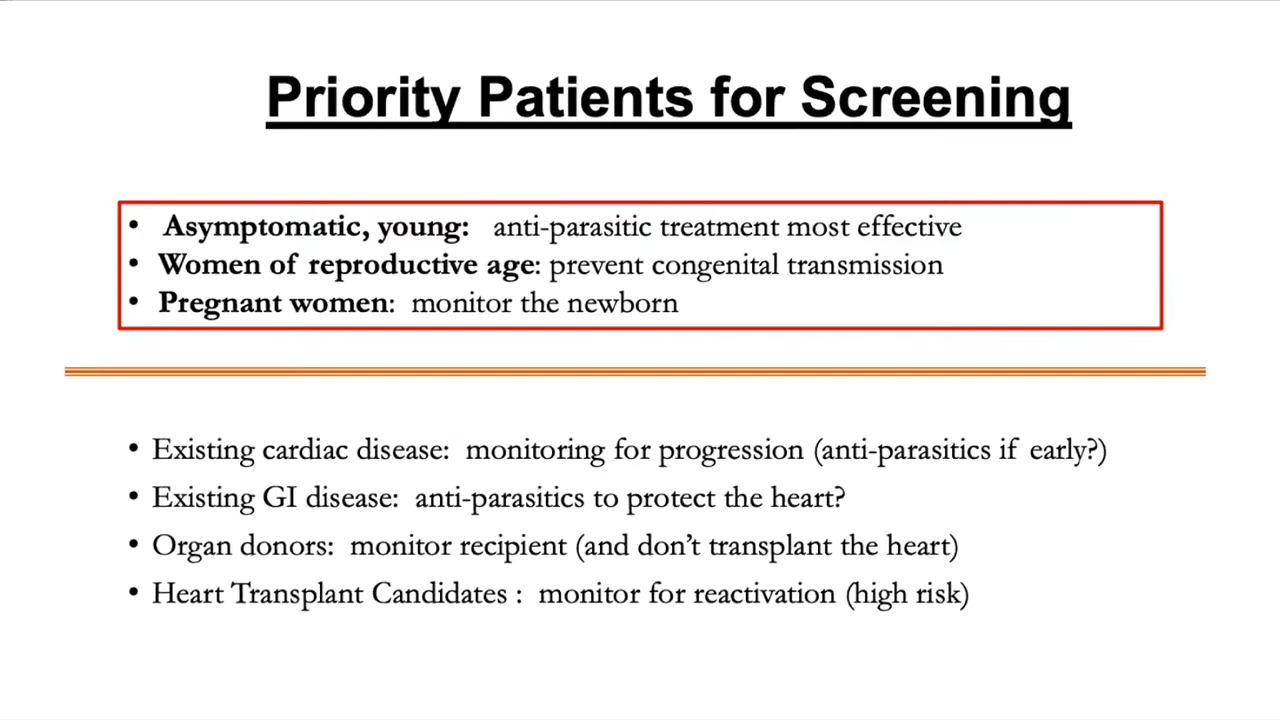 Priority Patients for Screening
• Asymptomatic, young: anti-parasitic treatment most effective
• Women of reproductive age: prevent congenital transmission
• Pregnant women: monitor the newborn
• Existing cardiac disease: monitoring for progression (anti-parasitics if early?)
• Existing GI disease: anti-parasitics to protect the heart?
• Organ donors: monitor recipient (and don’t transplant the heart)
• Heart Transplant Candidates : monitor for reactivation (high risk)